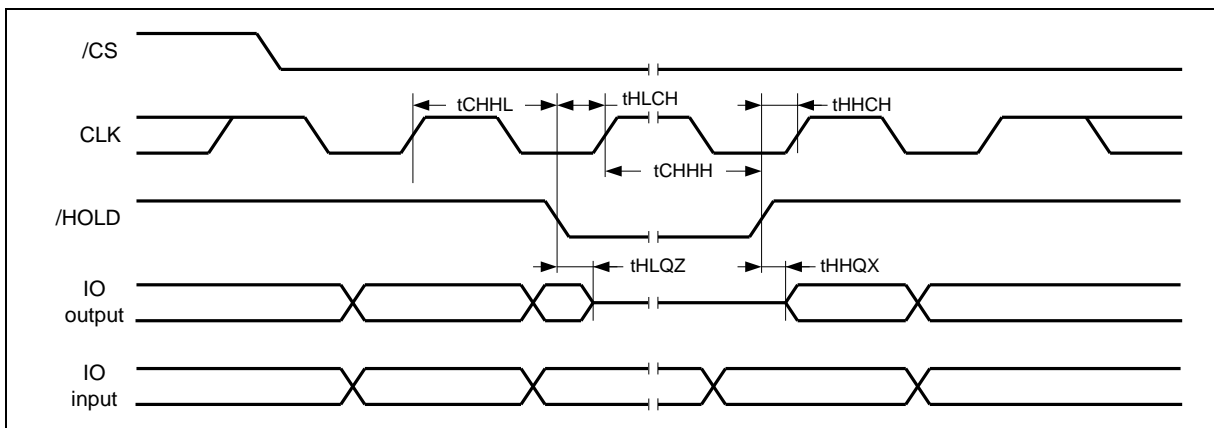 /CS
tCHHL
tHLCH
tHHCH
CLK
tCHHH
/HOLD
tHLQZ
tHHQX
IO
output
IO
input